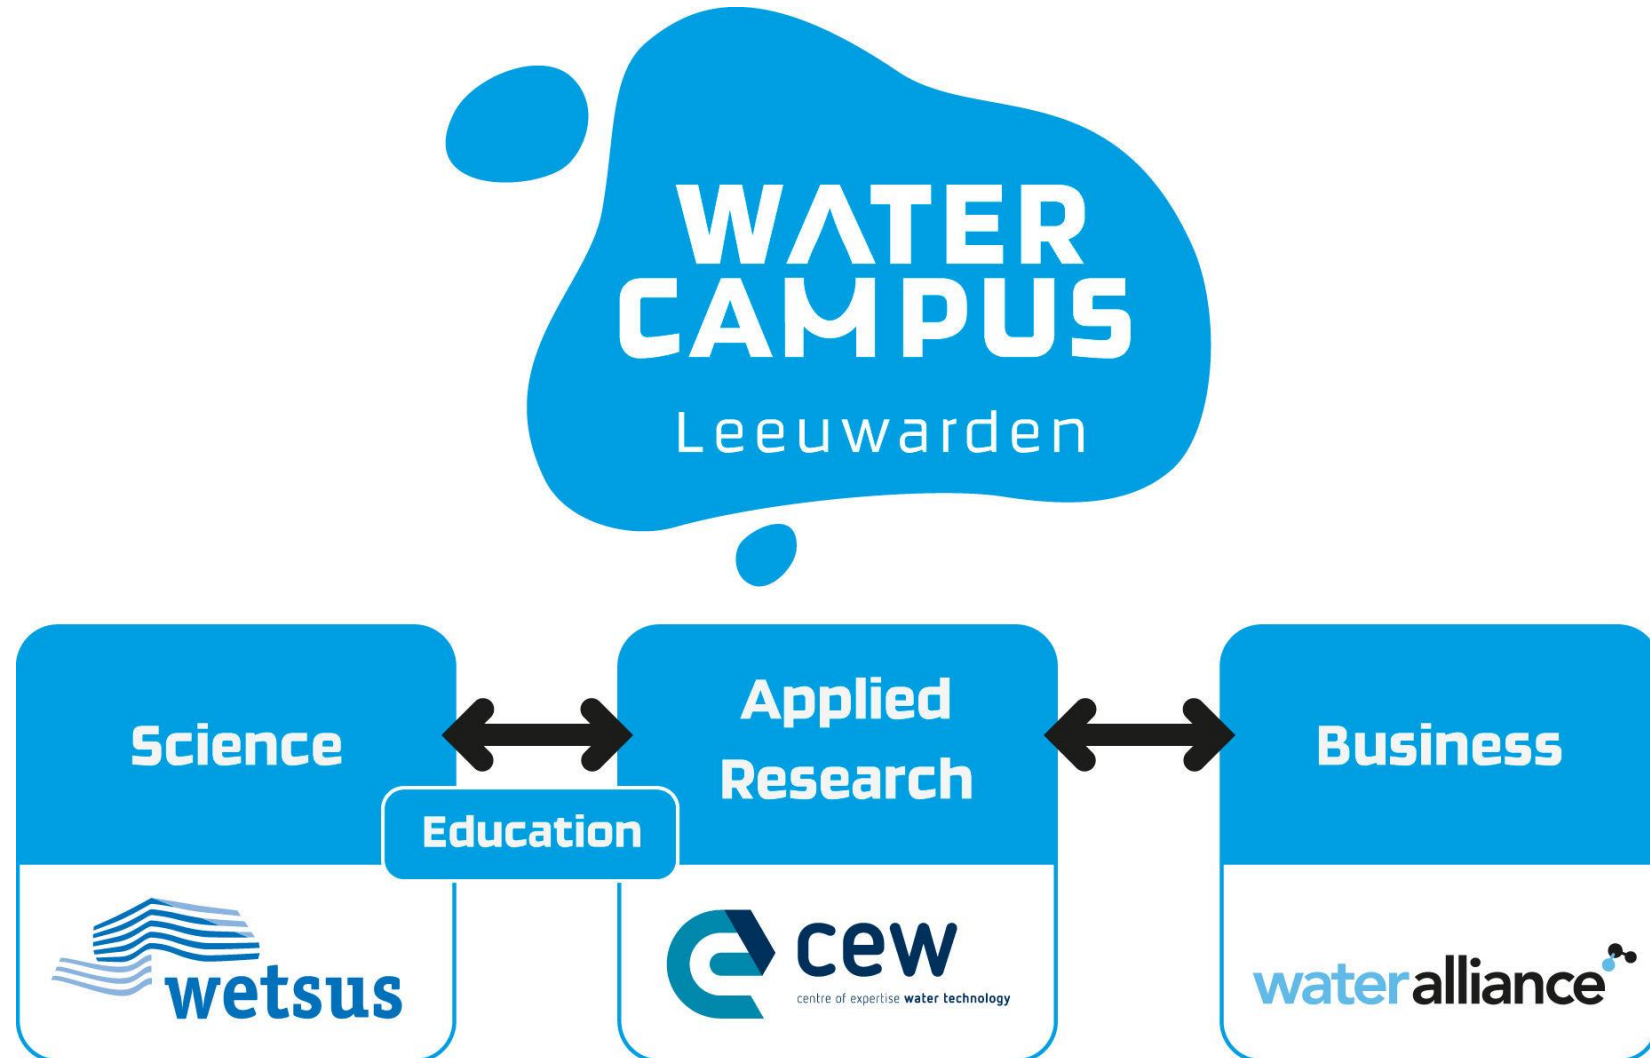 WATER
CAMPUS
Leeuwarden
Science
Applied
Research
Business
Education
wetsus
cew
centre of expertise water technology
wateralliance